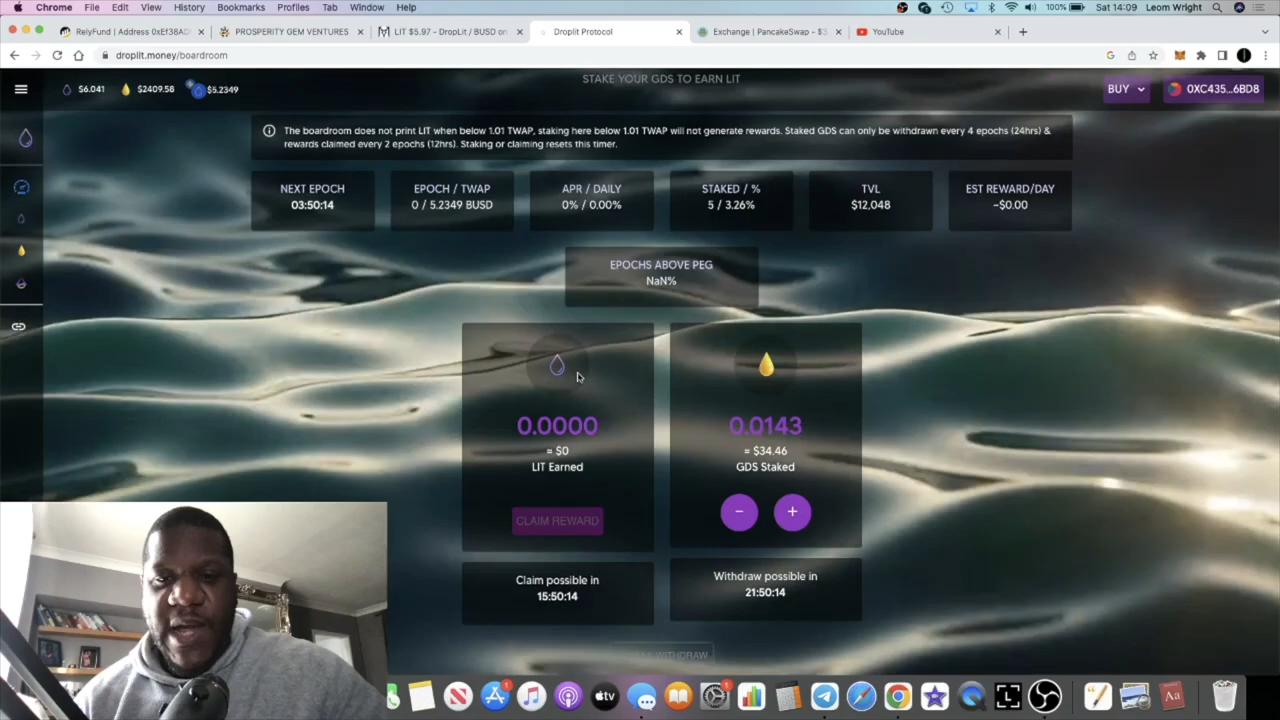 Chrome File Edit View History Bookmarks Profiles Tab Window Help 100% Sat 14:09 Leom Wright
RelyFund | Address 0xEf38AD PROSPERITY GEM VENTURES LIT $5.97 - DropLit / BUSD on Droplit Protocol Exchange | PancakeSwap - $3 YouTube
droplit.money/boardroom
STAKE YOUR GDS TO EARN LIT
$6.041 $2409.58 $5.2349 BUY 0XC435...6BD8
The boardroom does not print LIT when below 1.01 TWAP, staking here below 1.01 TWAP will not generate rewards. Staked GDS can only be withdrawn every 4 epochs (24hrs) &
rewards claimed every 2 epochs (12hrs). Staking or claiming resets this timer.
NEXT EPOCH EPOCH / TWAP APR / DAILY STAKED / % TVL EST REWARD/DAY
03:50:14 0 / 5.2349 BUSD 0% / 0.00% 5 / 3.26% $12,048 ~$0.00
EPOCHS ABOVE PEG
NaN%
0.0000 0.0143
≈ $0 ≈ $34.46
LIT Earned GDS Staked
CLAIM REWARD - +
Claim possible in Withdraw possible in
15:50:14 21:50:14
WITHDRAW
tv